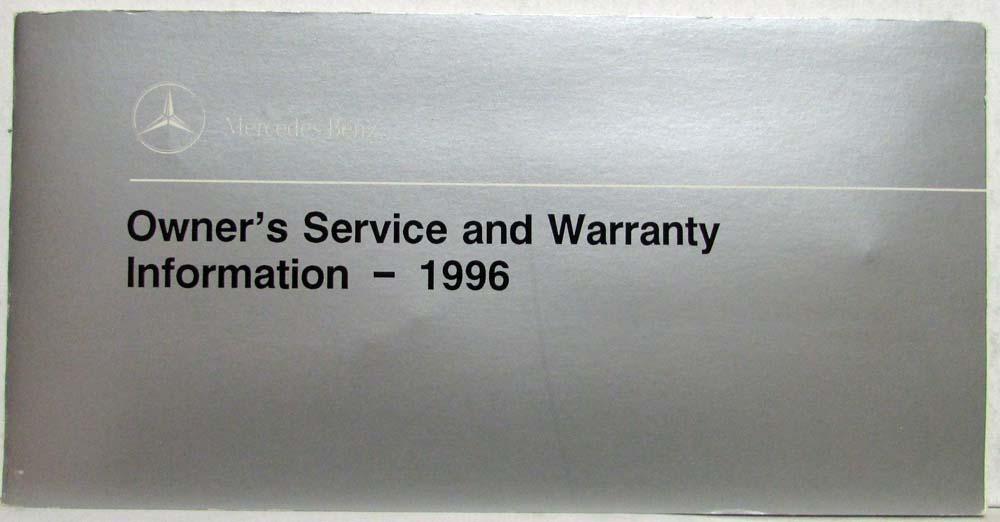 Mercedes-Benz
Owner's Service and Warranty
Information – 1996